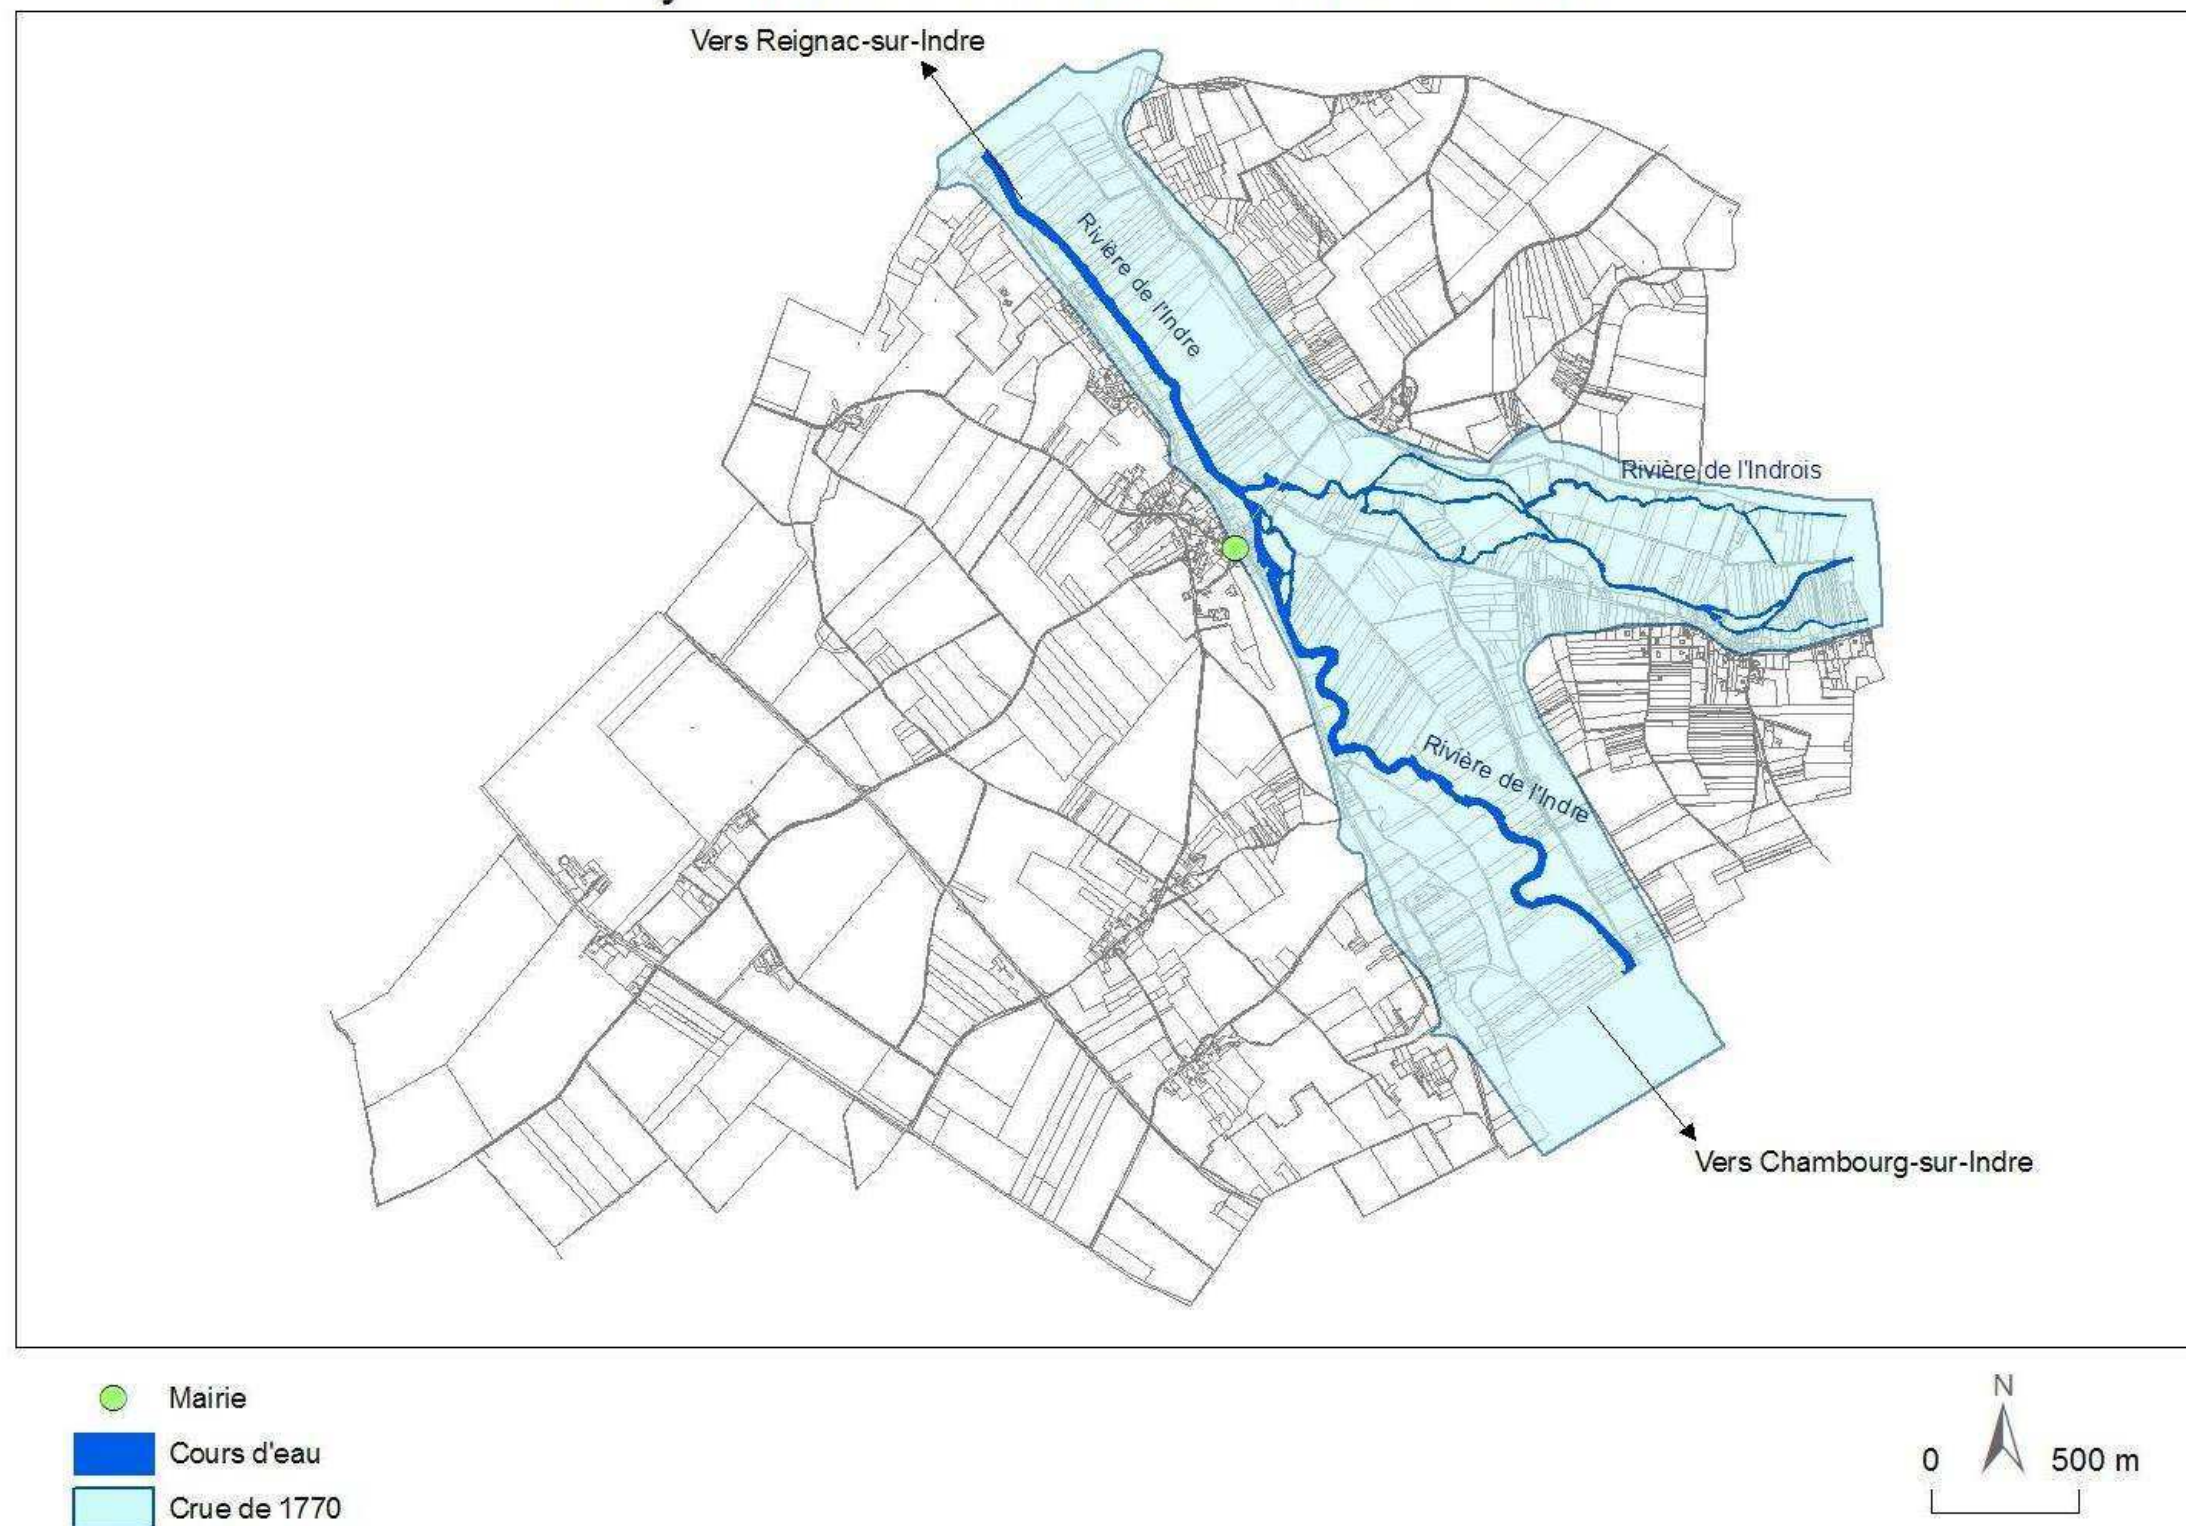 Vers Reignac-sur-Indre
Rivière de l'Indre
Rivière de l'Indrois
Rivière de l'Indre
Vers Chambourg-sur-Indre
Mairie
Cours d'eau
Crue de 1770
N
0 500 m